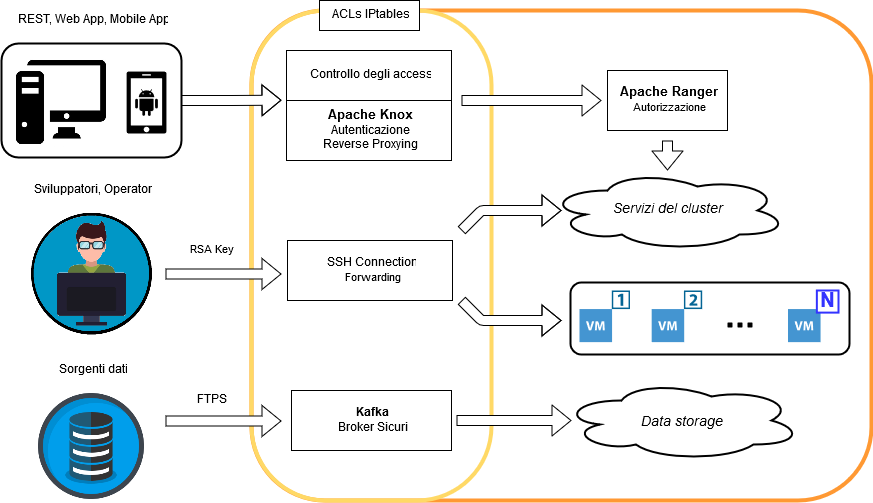 REST, Web App, Mobile App
ACLs IPtables
Controllo degli access
Apache Knox
Autenticazione
Reverse Proxying
Apache Ranger
Autorizzazione
Sviluppatori, Operator
Servizi del cluster
RSA Key
SSH Connection
Forwarding
VM
1
VM
2
...
VM
N
Sorgenti dati
FTPS
Kafka
Broker Sicuri
Data storage